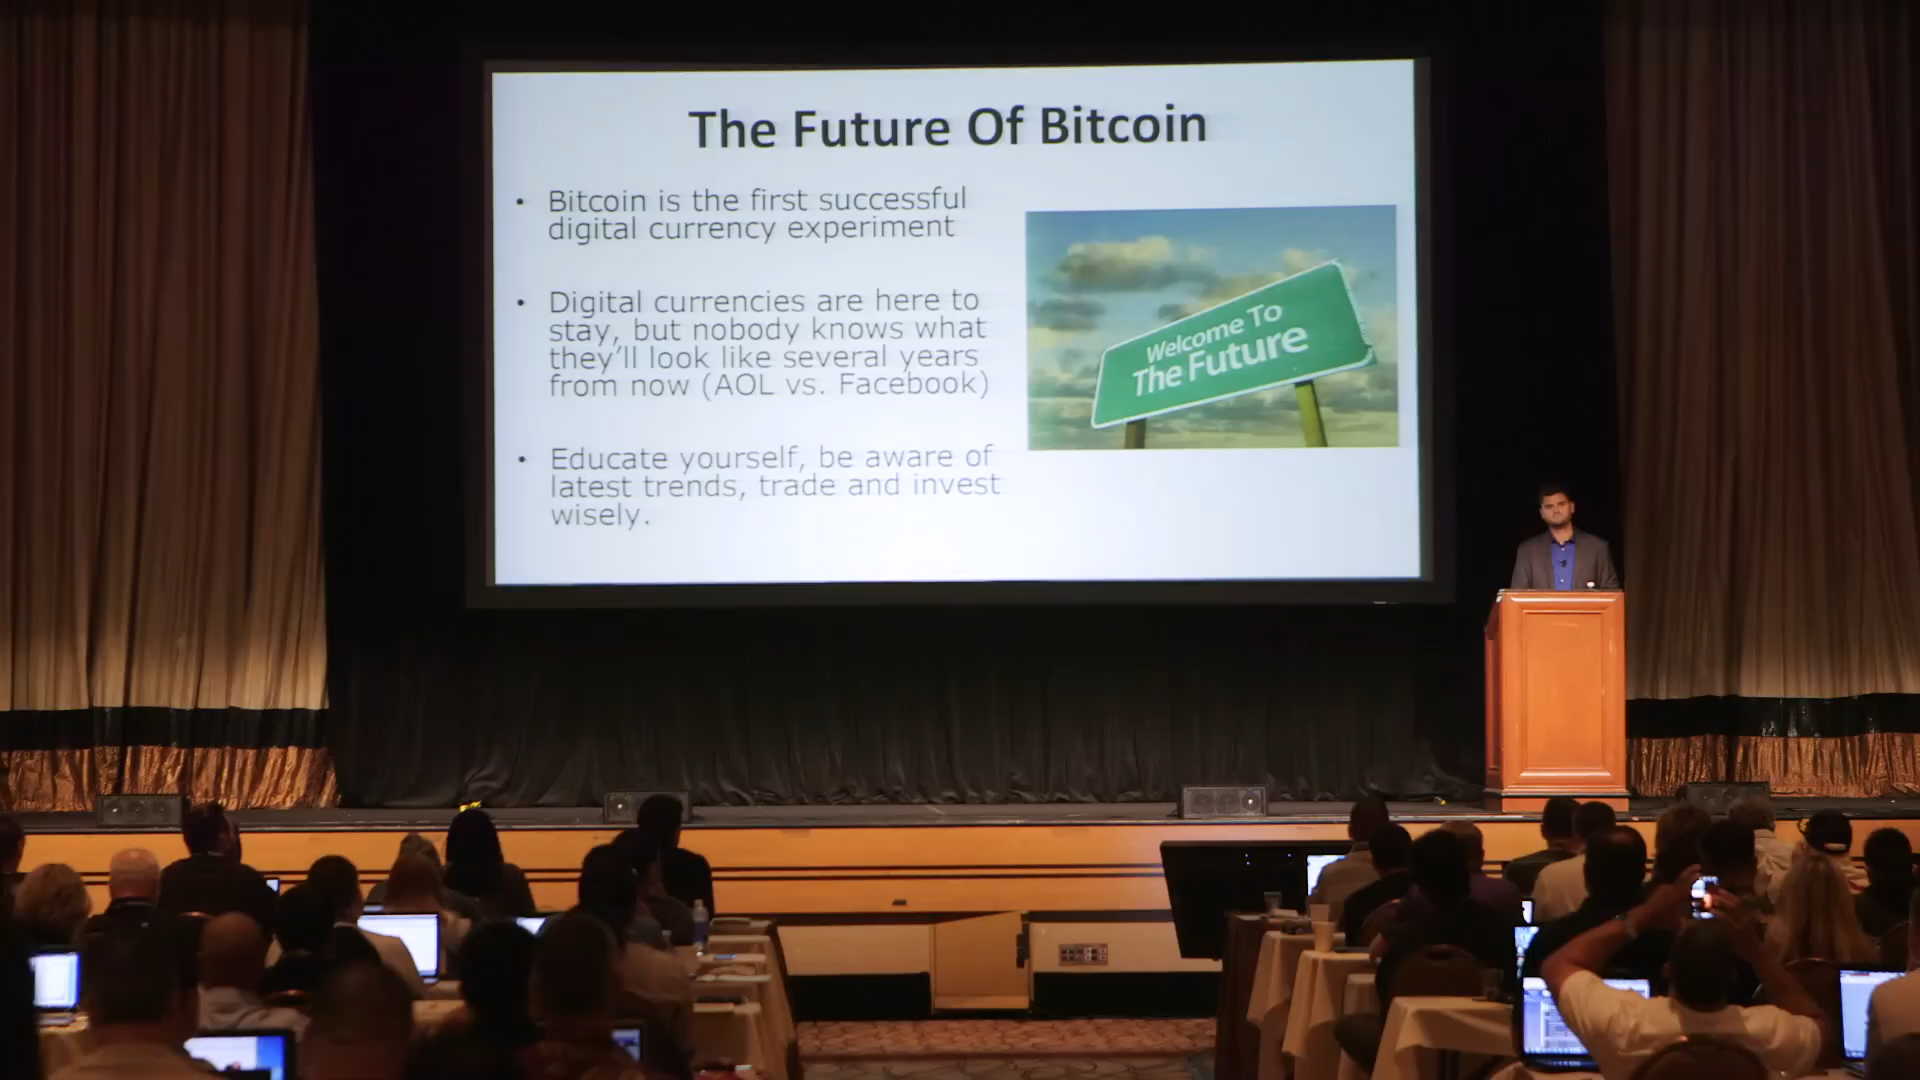 The Future Of Bitcoin
• Bitcoin is the first successful
digital currency experiment
• Digital currencies are here to
stay, but nobody knows what
they'll look like several years
from now (AOL vs. Facebook)
• Educate yourself, be aware of
latest trends, trade and invest
wisely.
Welcome To
The Future